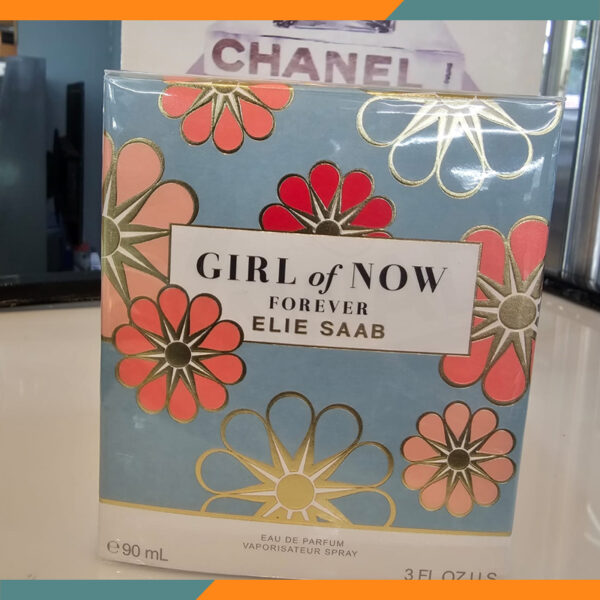 CHANEL
GIRL of NOW
FOREVER
ELIE SAAB
EAU DE PARFUM
VAPORISATEUR SPRAY
℮ 90 mL
3 FL OZ U.S